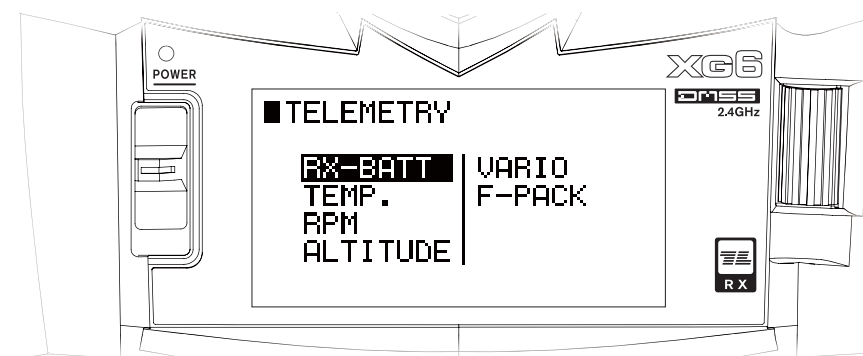 POWER
XG6
DMSS
2.4GHz
■TELEMETRY
RX-BATT
TEMP.
RPM
ALTITUDE
VARIO
F-PACK
RX